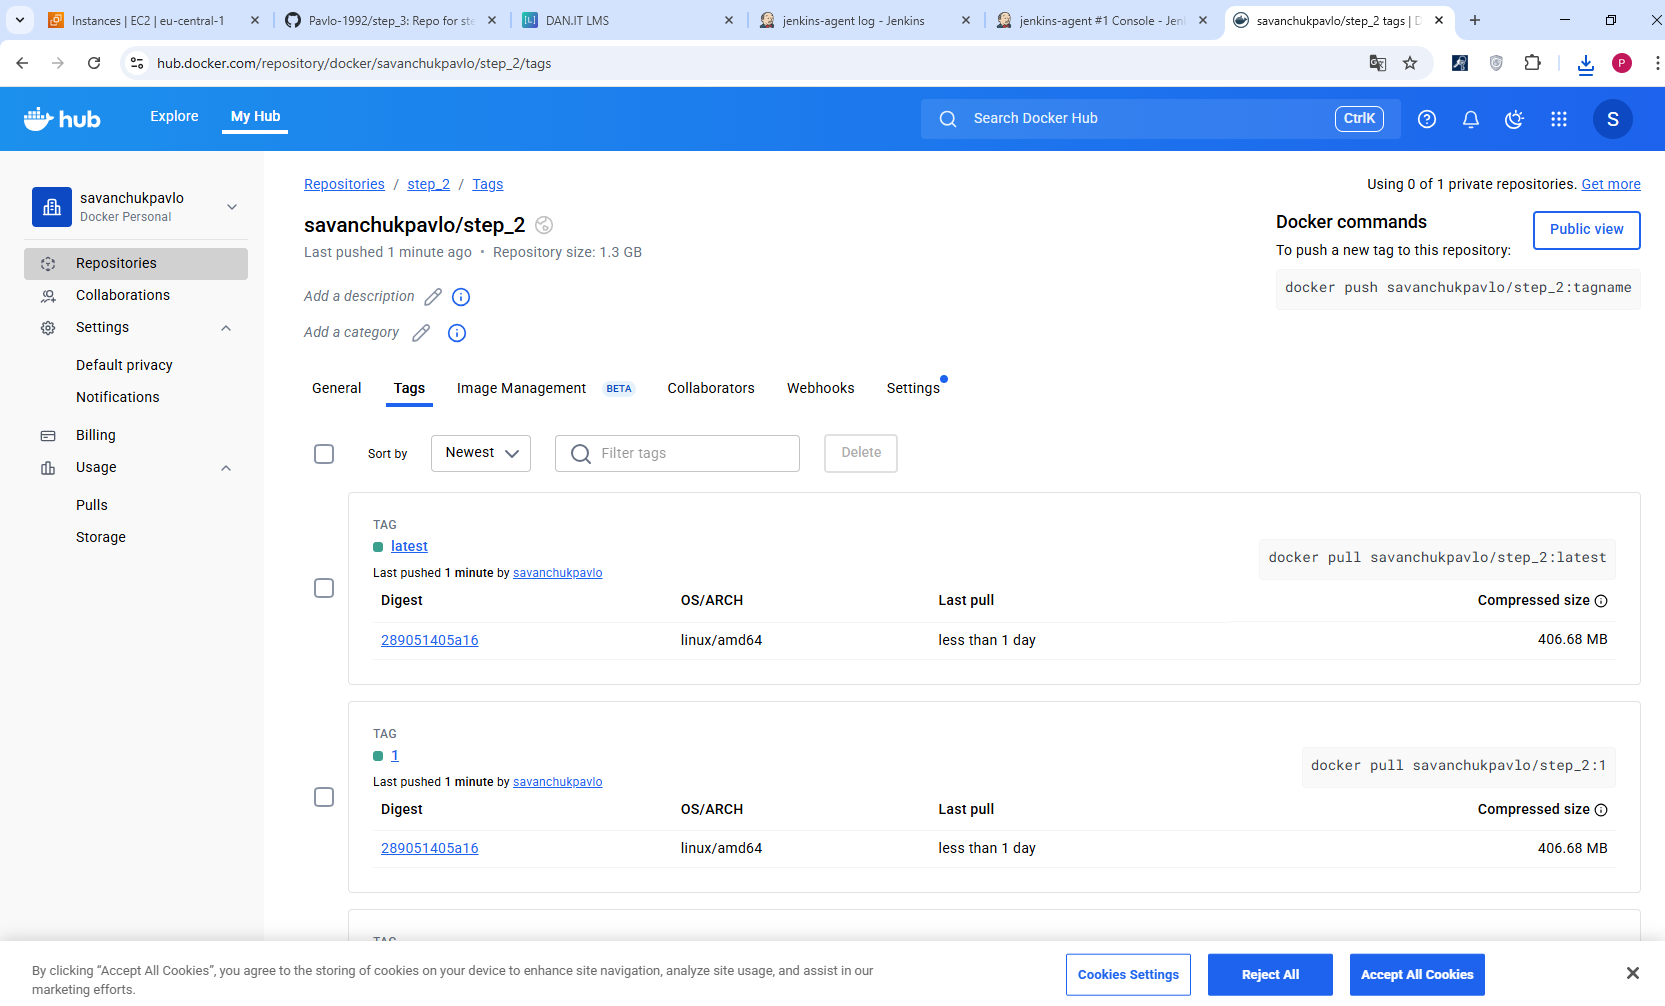 Instances | EC2 | eu-central-1
Pavlo-1992/step_3: Repo for ste
DAN.IT LMS
jenkins-agent log - Jenkins
jenkins-agent #1 Console - Jen
savanchukpavlo/step_2 tags | D
hub.docker.com/repository/docker/savanchukpavlo/step_2/tags
P
hub
Explore
My Hub
Search Docker Hub
CtrlK
S
savanchukpavlo
Docker Personal
Repositories
Collaborations
Settings
Default privacy
Notifications
Billing
Usage
Pulls
Storage
Repositories / step_2 / Tags
Using 0 of 1 private repositories. Get more
savanchukpavlo/step_2
Last pushed 1 minute ago • Repository size: 1.3 GB
Add a description
Add a category
Docker commands
Public view
To push a new tag to this repository:
docker push savanchukpavlo/step_2:tagname
General
Tags
Image Management BETA
Collaborators
Webhooks
Settings
Sort by
Newest
Filter tags
Delete
TAG
latest
Last pushed 1 minute by savanchukpavlo
docker pull savanchukpavlo/step_2:latest
Digest OS/ARCH Last pull Compressed size
289051405a16 linux/amd64 less than 1 day 406.68 MB
TAG
1
Last pushed 1 minute by savanchukpavlo
docker pull savanchukpavlo/step_2:1
Digest OS/ARCH Last pull Compressed size
289051405a16 linux/amd64 less than 1 day 406.68 MB
TAG
By clicking “Accept All Cookies”, you agree to the storing of cookies on your device to enhance site navigation, analyze site usage, and assist in our
marketing efforts.
Cookies Settings
Reject All
Accept All Cookies